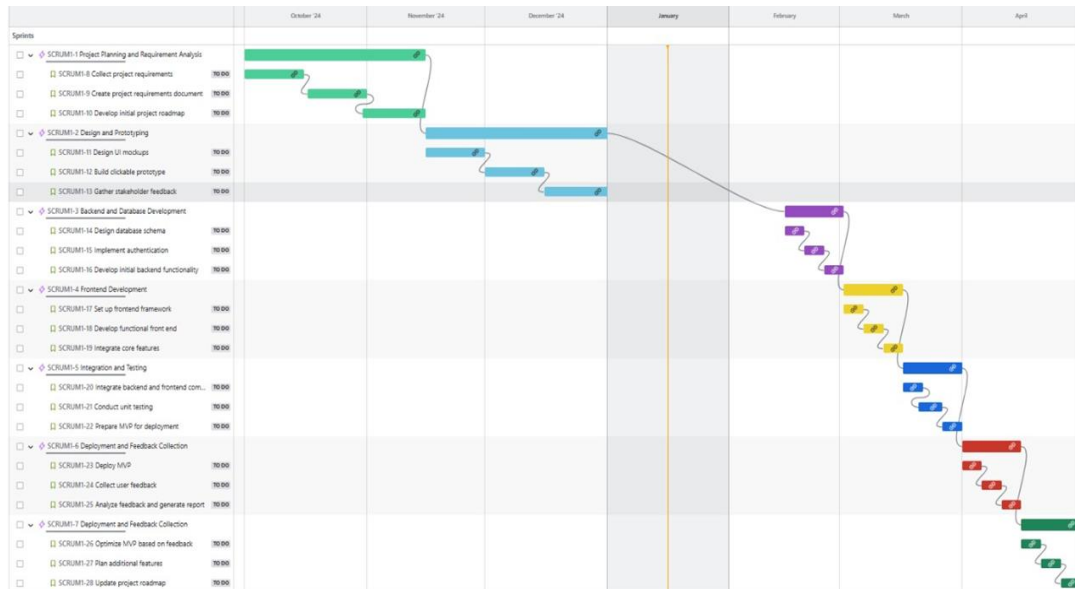 October '24 November '24 December '24 January February March April
Sprints
SCRUM1-1 Project Planning and Requirement Analysis
SCRUM1-8 Collect project requirements TO DO
SCRUM1-9 Create project requirements document TO DO
SCRUM1-10 Develop initial project roadmap TO DO
SCRUM1-2 Design and Prototyping
SCRUM1-11 Design UI mockups TO DO
SCRUM1-12 Build clickable prototype TO DO
SCRUM1-13 Gather stakeholder feedback TO DO
SCRUM1-3 Backend and Database Development
SCRUM1-14 Design database schema TO DO
SCRUM1-15 Implement authentication TO DO
SCRUM1-16 Develop initial backend functionality TO DO
SCRUM1-4 Frontend Development
SCRUM1-17 Set up frontend framework TO DO
SCRUM1-18 Develop functional front end TO DO
SCRUM1-19 Integrate core features TO DO
SCRUM1-5 Integration and Testing
SCRUM1-20 Integrate backend and frontend com... TO DO
SCRUM1-21 Conduct unit testing TO DO
SCRUM1-22 Prepare MVP for deployment TO DO
SCRUM1-6 Deployment and Feedback Collection
SCRUM1-23 Deploy MVP TO DO
SCRUM1-24 Collect user feedback TO DO
SCRUM1-25 Analyze feedback and generate report TO DO
SCRUM1-7 Deployment and Feedback Collection
SCRUM1-26 Optimize MVP based on feedback TO DO
SCRUM1-27 Plan additional features TO DO
SCRUM1-28 Update project roadmap TO DO